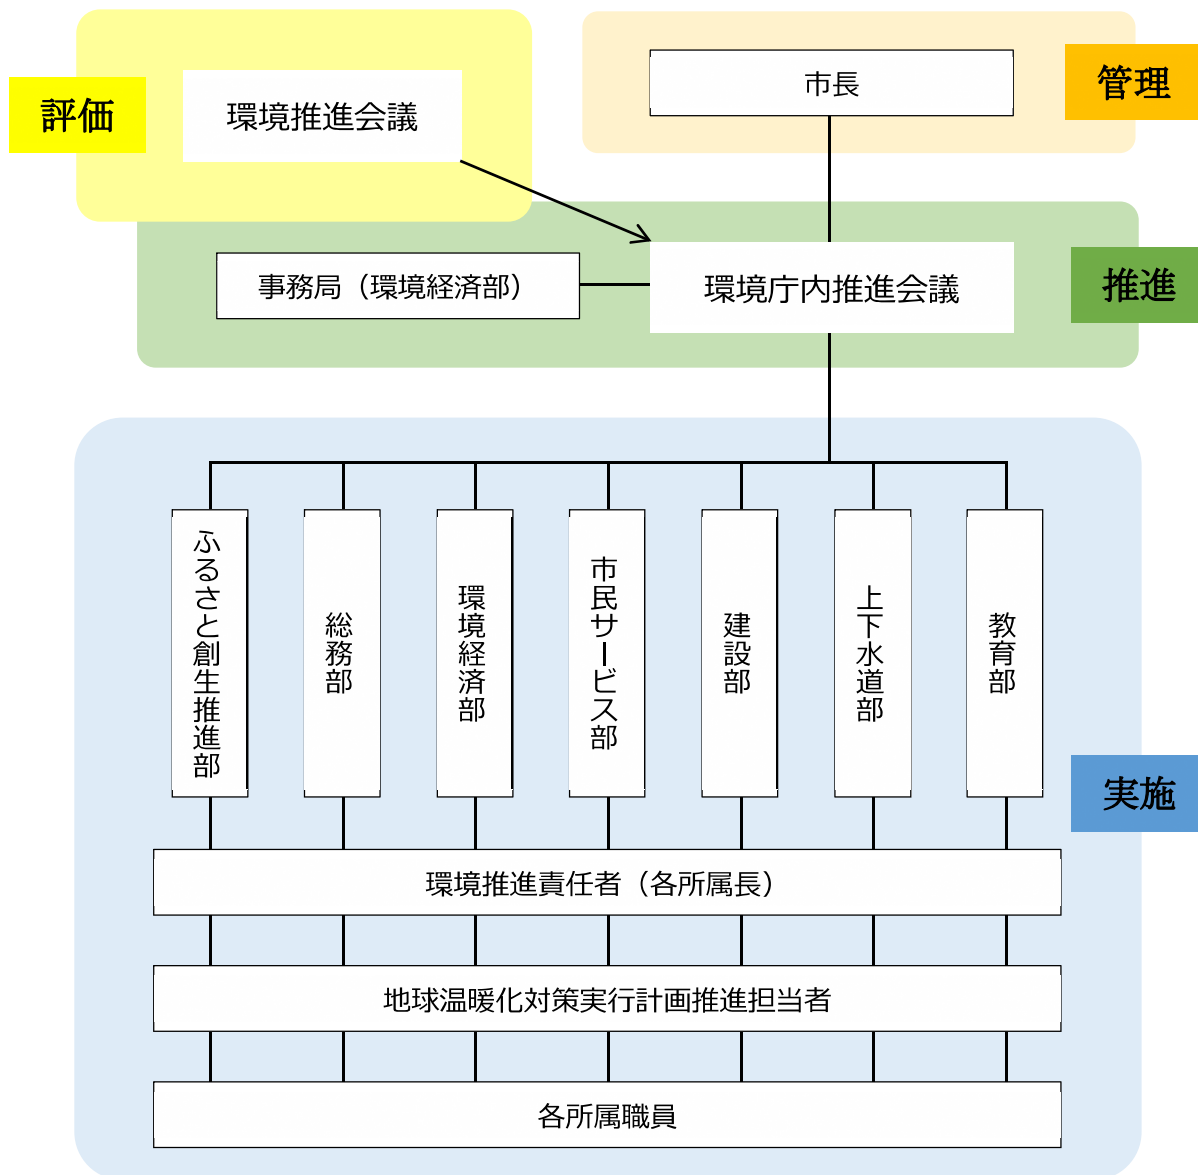 評価
環境推進会議
市長
管理
事務局（環境経済部）
環境庁内推進会議
推進
ふるさと創生推進部
総務部
環境経済部
市民サービス部
建設部
上下水道部
教育部
実施
環境推進責任者（各所属長）
地球温暖化対策実行計画推進担当者
各所属職員